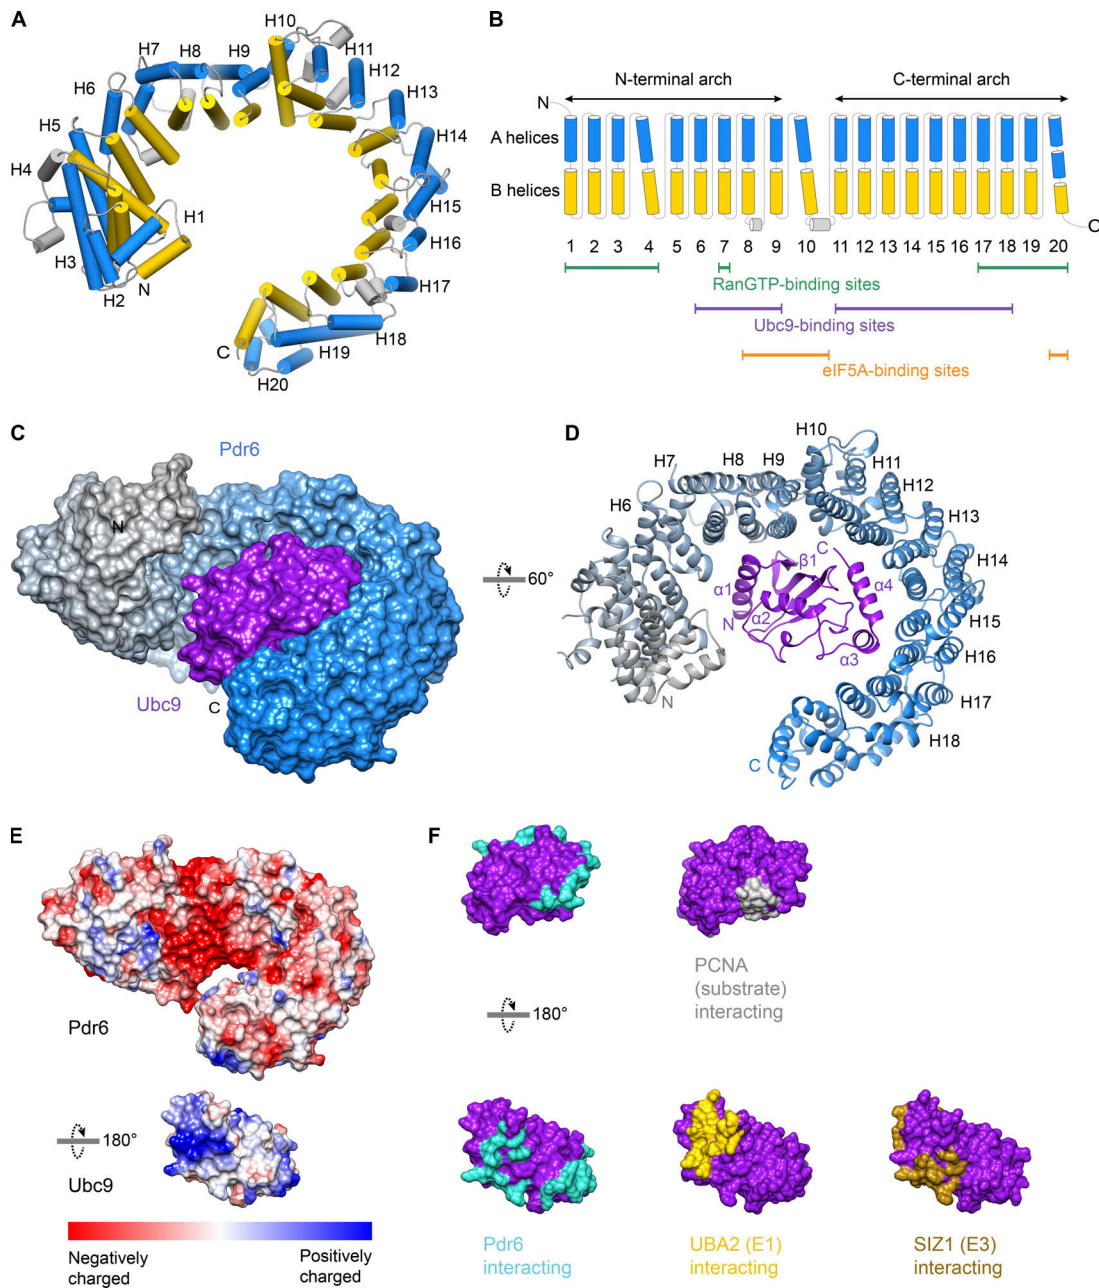 A
H10
H7
H8
H9
H11
H12
H6
H13
H5
H14
H4
H1
H15
H16
H3
N
H17
H2
C
H18
H19
H20
B
N-terminal arch
C-terminal arch
N
A helices
B helices
C
1 2 3 4 5 6 7 8 9 10 11 12 13 14 15 16 17 18 19 20
RanGTP-binding sites
Ubc9-binding sites
eIF5A-binding sites
C
Pdr6
N
Ubc9
C
60°
D
H10
H7
H8
H9
H11
H6
H12
H13
H14
β1
C
α1
α4
N
α2
α3
H15
H16
N
H17
H18
C
E
Pdr6
180°
Ubc9
Negatively
charged
Positively
charged
F
PCNA
(substrate)
interacting
180°
Pdr6
interacting
UBA2 (E1)
interacting
SIZ1 (E3)
interacting